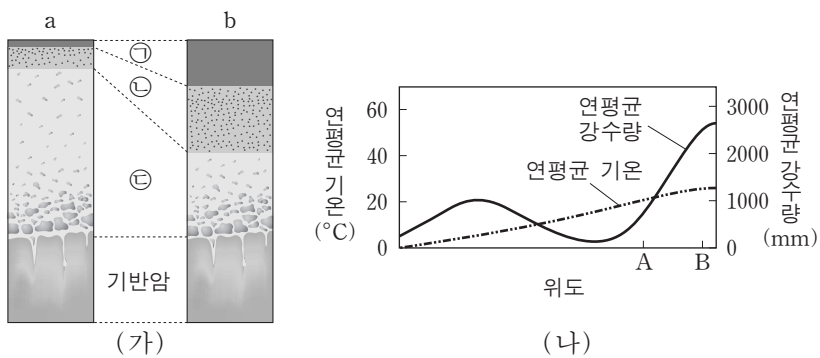 a
b
㉠
㉡
㉢
기반암
(가)
연평균 기온
(℃)
60
40
20
0
연평균
강수량
연평균 기온
3000
2000
1000
0
연평균 강수량
(mm)
A
B
위도
(나)